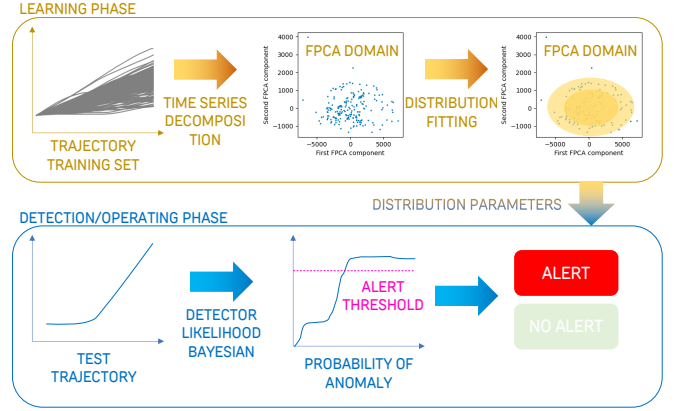 LEARNING PHASE
TRAJECTORY
TRAINING SET
TIME SERIES
DECOMPOSI
TION
FPCA DOMAIN
4000
3000
2000
1000
0
-1000
Second FPCA component
-5000
0
5000
First FPCA component
DISTRIBUTION
FITTING
FPCA DOMAIN
4000
3000
2000
1000
0
-1000
Second FPCA component
-5000
0
5000
First FPCA component
DISTRIBUTION PARAMETERS
DETECTION/OPERATING PHASE
TEST
TRAJECTORY
DETECTOR
LIKELIHOOD
BAYESIAN
ALERT
THRESHOLD
PROBABILITY OF
ANOMALY
ALERT
NO ALERT